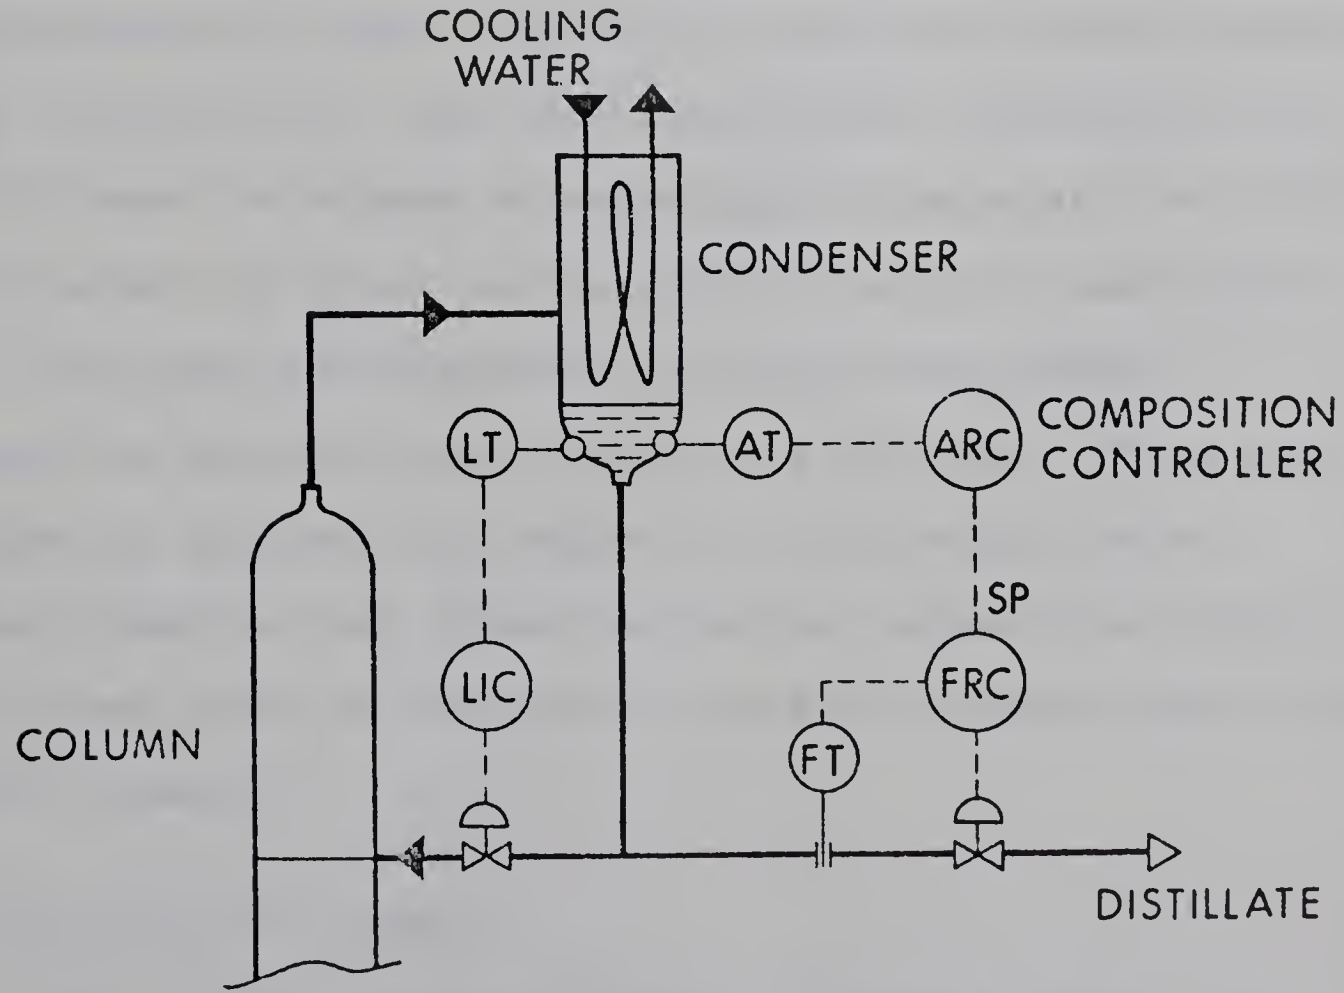 COOLING
WATER
CONDENSER
LT
AT
ARC
COMPOSITION
CONTROLLER
SP
LIC
FRC
COLUMN
FT
DISTILLATE